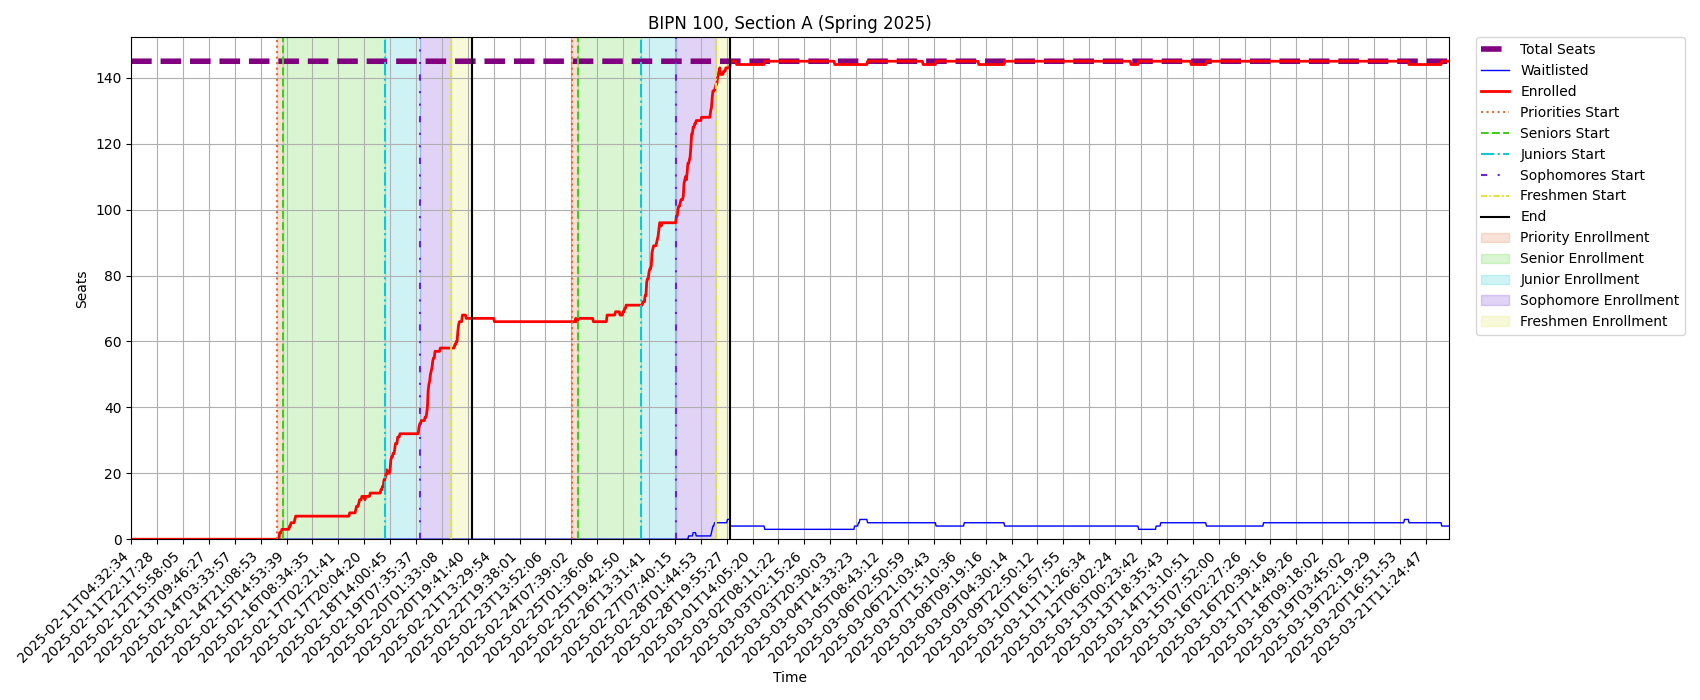 BIPN 100, Section A (Spring 2025)
Seats
140
120
100
80
60
40
20
0
2025-02-11T04:32:34
2025-02-11T22:17:28
2025-02-12T15:58:05
2025-02-13T09:46:27
2025-02-14T03:33:57
2025-02-14T21:08:53
2025-02-15T14:53:39
2025-02-16T08:34:35
2025-02-17T02:21:41
2025-02-17T20:04:20
2025-02-18T14:00:45
2025-02-19T07:35:37
2025-02-20T01:33:08
2025-02-20T19:41:40
2025-02-21T13:29:54
2025-02-22T19:38:01
2025-02-23T13:52:06
2025-02-24T07:39:02
2025-02-25T01:36:06
2025-02-25T19:42:50
2025-02-26T13:31:41
2025-02-27T07:40:15
2025-02-28T01:44:53
2025-02-28T19:55:27
2025-03-01T14:05:20
2025-03-02T08:11:22
2025-03-03T02:15:26
2025-03-03T20:30:03
2025-03-04T14:33:23
2025-03-05T08:43:12
2025-03-06T02:50:59
2025-03-06T21:03:43
2025-03-07T15:10:36
2025-03-08T09:19:16
2025-03-09T04:30:14
2025-03-09T22:50:12
2025-03-10T16:57:55
2025-03-11T11:26:34
2025-03-12T06:02:24
2025-03-13T00:23:42
2025-03-13T18:35:43
2025-03-14T13:10:51
2025-03-15T07:52:00
2025-03-16T02:27:26
2025-03-16T20:39:16
2025-03-17T14:49:26
2025-03-18T09:18:02
2025-03-19T03:45:02
2025-03-19T22:19:29
2025-03-20T16:51:53
2025-03-21T11:24:47
Time
Total Seats
Waitlisted
Enrolled
Priorities Start
Seniors Start
Juniors Start
Sophomores Start
Freshmen Start
End
Priority Enrollment
Senior Enrollment
Junior Enrollment
Sophomore Enrollment
Freshmen Enrollment